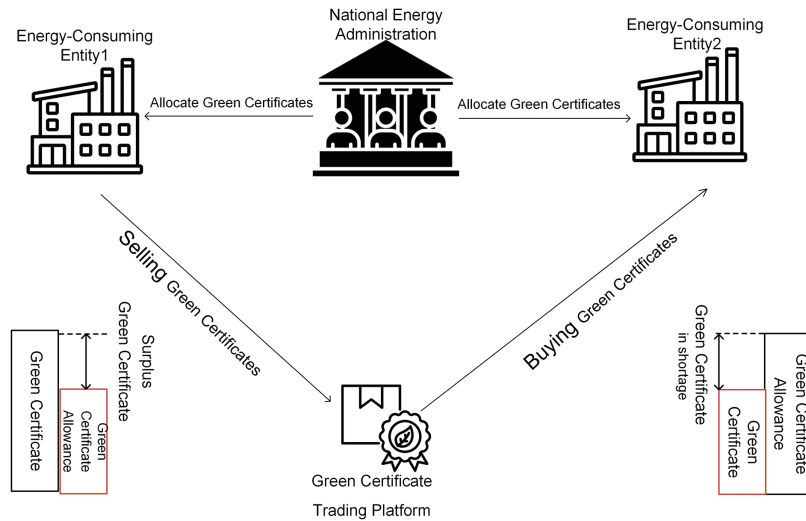 National Energy
Administration
Energy-Consuming
Entity1
Energy-Consuming
Entity2
Allocate Green Certificates
Allocate Green Certificates
Selling Green Certificates
Buying Green Certificates
Surplus
Green Certificate
Green Certificate
Green
Certificate
Allowance
Green Certificate
in shortage
Green
Certificate
Green Certificate
Allowance
Green Certificate
Trading Platform